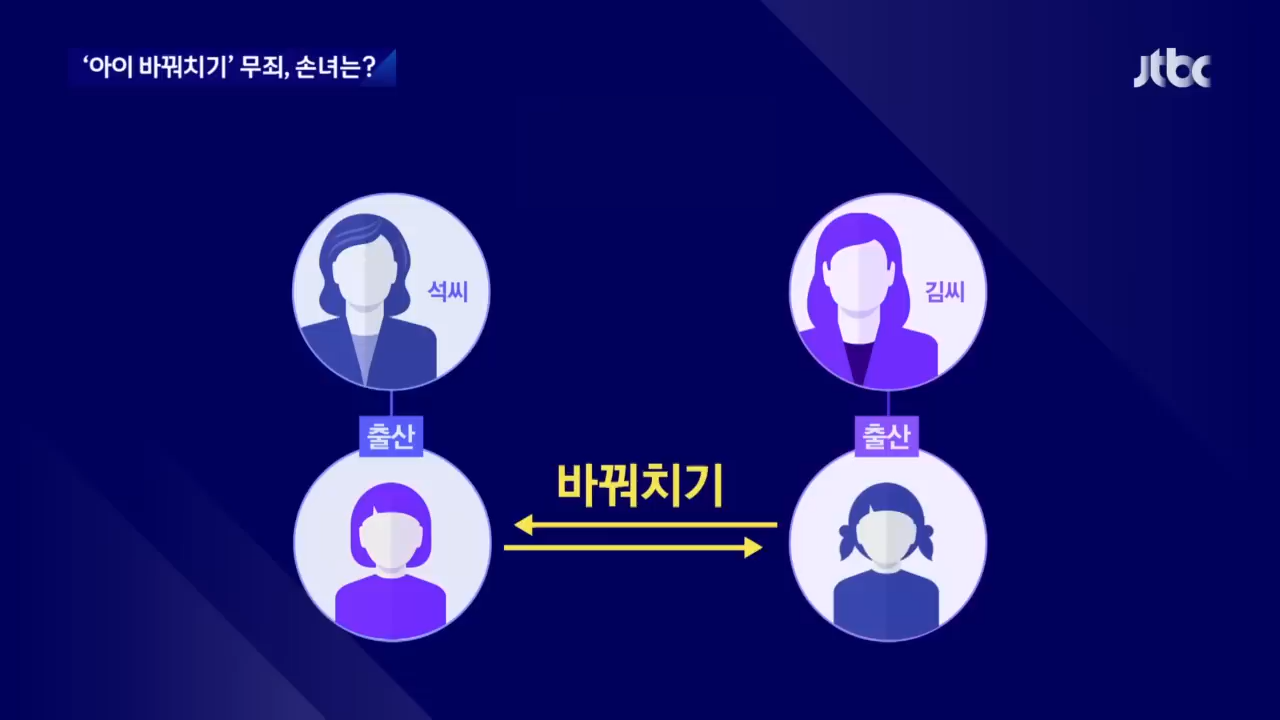 ‘아이 바꿔치기’ 무죄, 손녀는?
jtbc
석씨
김씨
출산
출산
바꿔치기